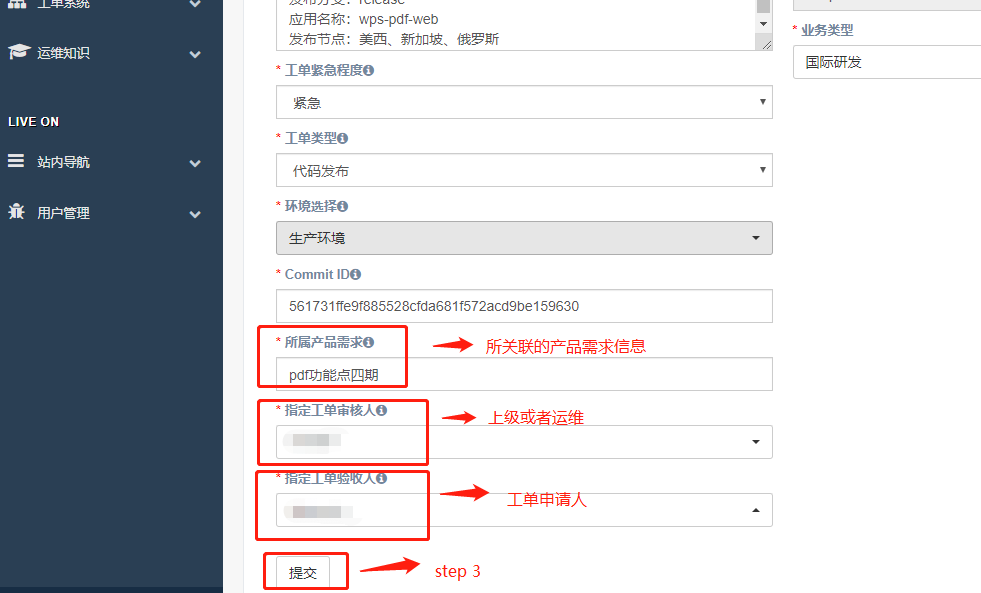 工单系统
运维知识
LIVE ON
站内导航
用户管理
发布分支：release
应用名称：wps-pdf-web
发布节点：美西、新加坡、俄罗斯
* 工单紧急程度
紧急
* 工单类型
代码发布
* 环境选择
生产环境
* Commit ID
561731ffe9f885528cfda681f572acd9be159630
* 所属产品需求
所关联的产品需求信息
pdf功能点四期
* 指定工单审核人
上级或者运维
* 指定工单验收人
工单申请人
提交
step 3
* 业务类型
国际研发